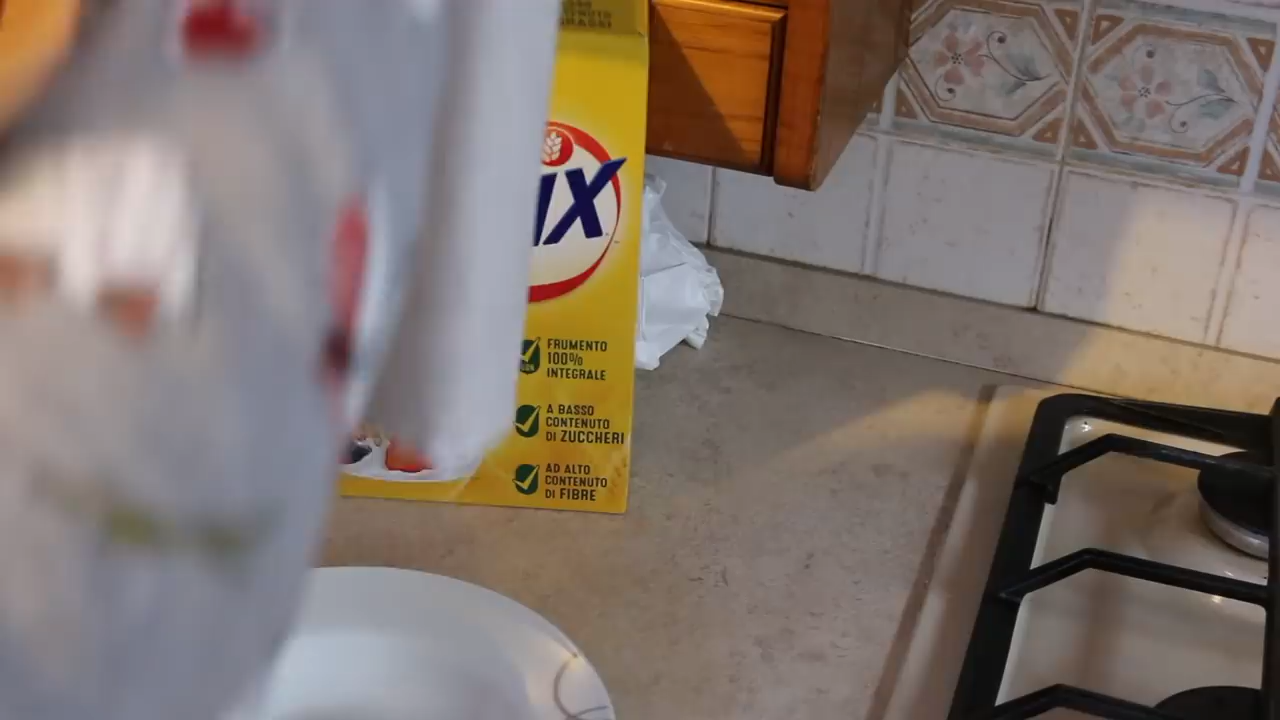 IX
FRUMENTO
100%
INTEGRALE
A BASSO
CONTENUTO
DI ZUCCHERI
AD ALTO
CONTENUTO
DI FIBRE